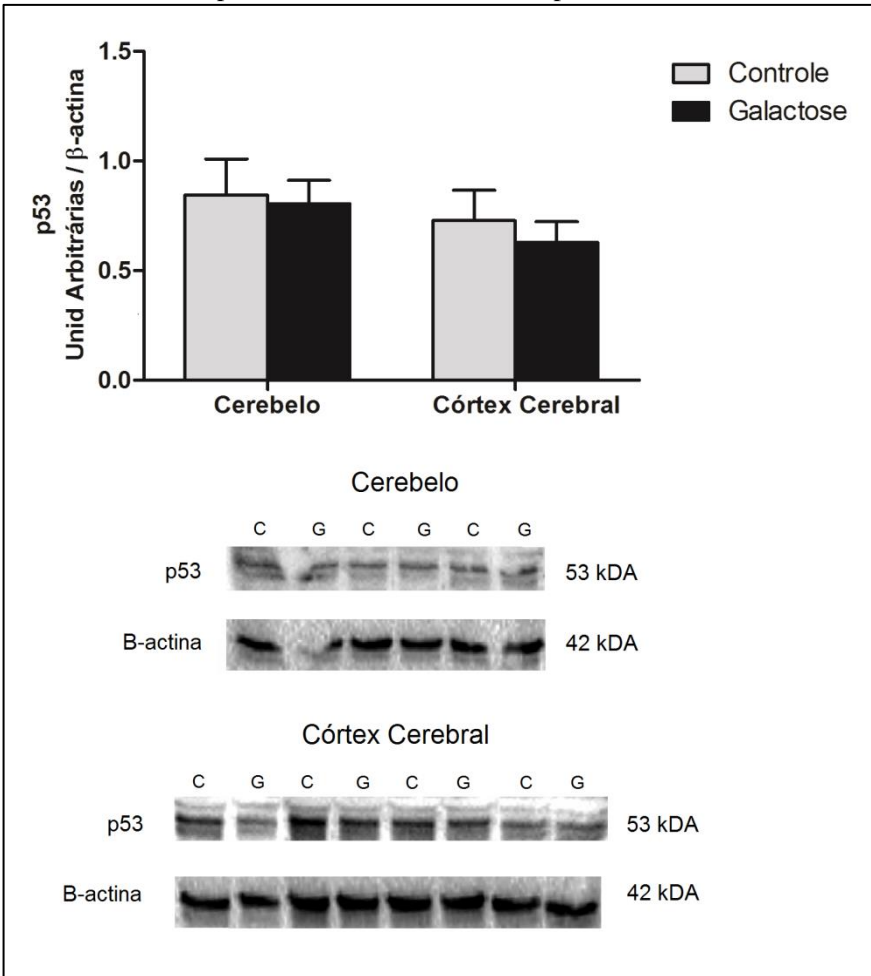 1.5
1.0
0.5
0.0
p53
Unid Arbitrárias / β-actina
Controle
Galactose
Cerebelo Córtex Cerebral
Cerebelo
C G C G C G
p53 53 kDA
B-actina 42 kDA
Córtex Cerebral
C G C G C G C G
p53 53 kDA
B-actina 42 kDA